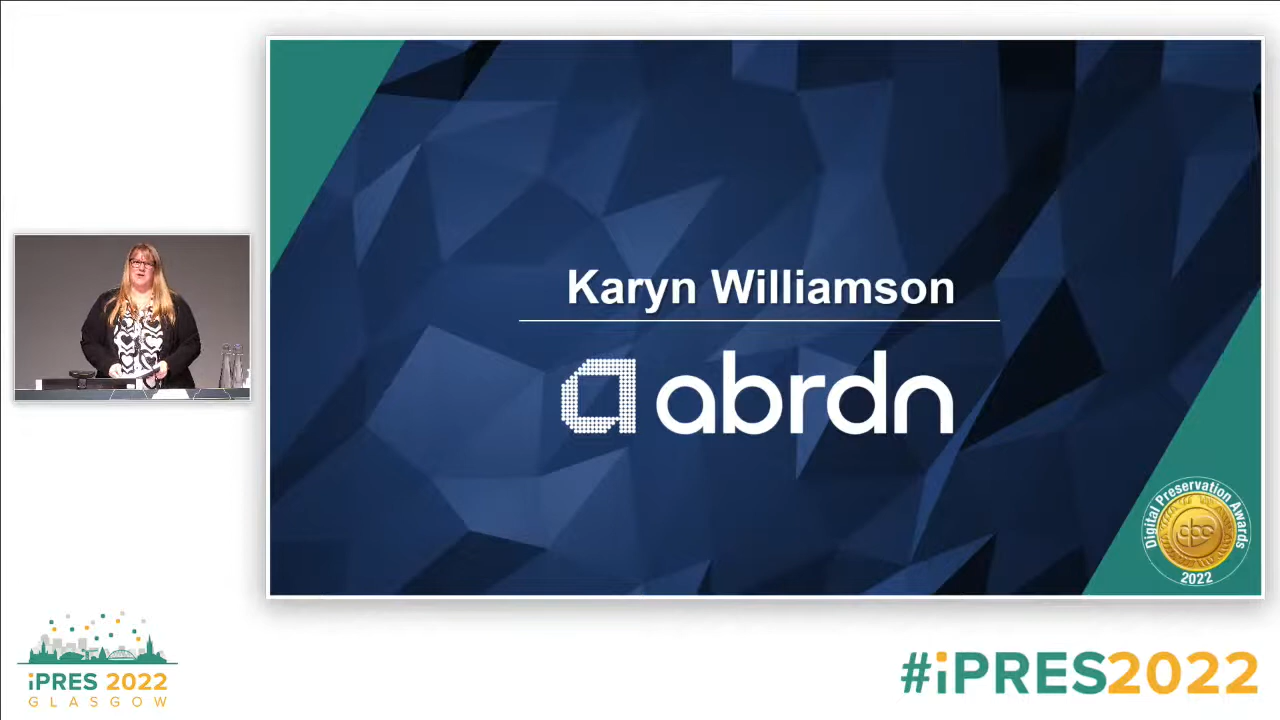 Karyn Williamson
abrdn
Digital Preservation Awards
dpc
2022
iPRES 2022
GLASGOW
#iPRES2022